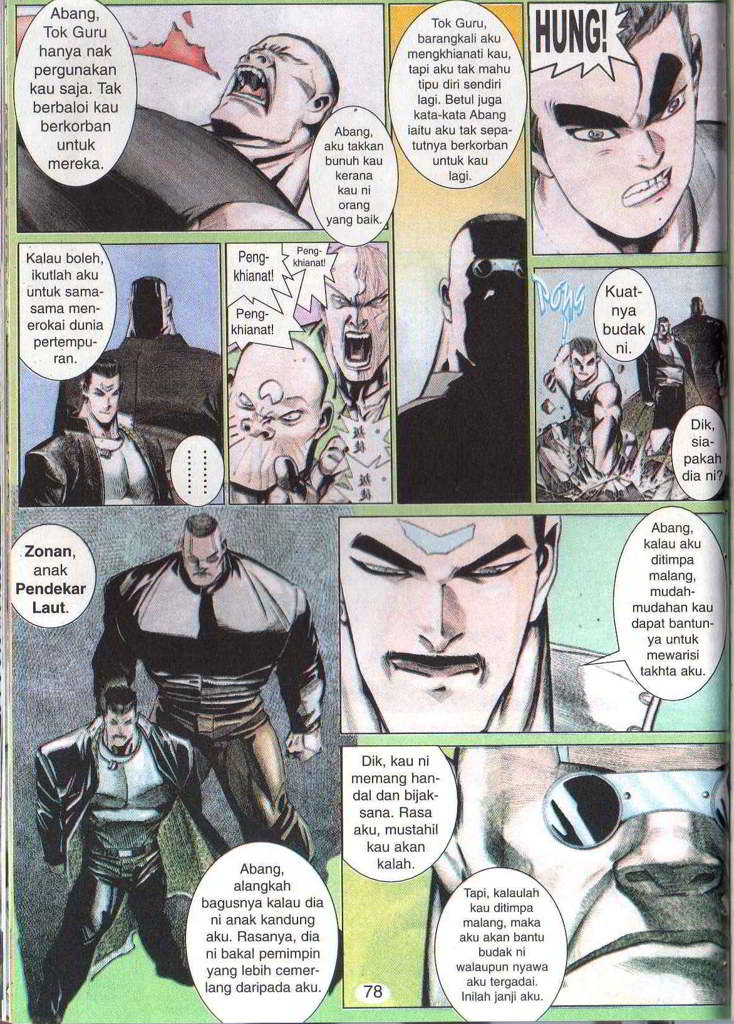 Abang,
Tok Guru
hanya nak
pergunakan
kau saja. Tak
berbaloi kau
berkorban
untuk
mereka.
Abang,
aku takkan
bunuh kau
kerana
kau ni
orang
yang baik.
Tok Guru,
barangkali aku
mengkhianati kau,
tapi aku tak mahu
tipu diri sendiri
lagi. Betul juga
kata-kata Abang
iaitu aku tak sepa-
tutnya berkorban
untuk kau
lagi.
HUNG!
Kalau boleh,
ikutlah aku
untuk sama-
sama men-
erokai dunia
pertempu-
ran.
........
Peng-
khianat!
Peng-
khianat!
Peng-
khianat!
PONG
Kuat-
nya
budak
ni.
Dik,
sia-
pakah
dia ni?
Zonan,
anak
Pendekar
Laut.
Abang,
alangkah
bagusnya kalau dia
ni anak kandung
aku. Rasanya, dia
ni bakal pemimpin
yang lebih cemer-
lang daripada aku.
Abang,
kalau aku
ditimpa
malang,
mudah-
mudahan kau
dapat bantun-
ya untuk
mewarisi
takhta aku.
Dik, kau ni
memang han-
dal dan bijak-
sana. Rasa
aku, mustahil
kau akan
kalah.
Tapi, kalaulah
kau ditimpa
malang, maka
aku akan bantu
budak ni
walaupun nyawa
aku tergadai.
Inilah janji aku.
78